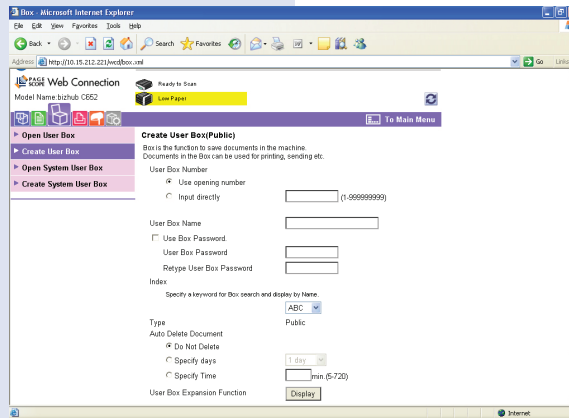 Box - Microsoft Internet Explorer
File Edit View Favorites Tools Help
Back Search Favorites
Address http://10.15.212.221/wcd/box.xml Go Links
PAGE SCOPE Web Connection
Ready to Scan
Model Name:bizhub C652
Low Paper
To Main Menu
Open User Box
Create User Box
Open System User Box
Create System User Box
Create User Box(Public)
Box is the function to save documents in the machine.
Documents in the Box can be used for printing, sending etc.
User Box Number
Use opening number
Input directly (1-999999999)
User Box Name
Use Box Password.
User Box Password
Retype User Box Password
Index
Specify a keyword for Box search and display by Name.
ABC
Type Public
Auto Delete Document
Do Not Delete
Specify days 1 day
Specify Time min.(5-720)
User Box Expansion Function Display
Internet